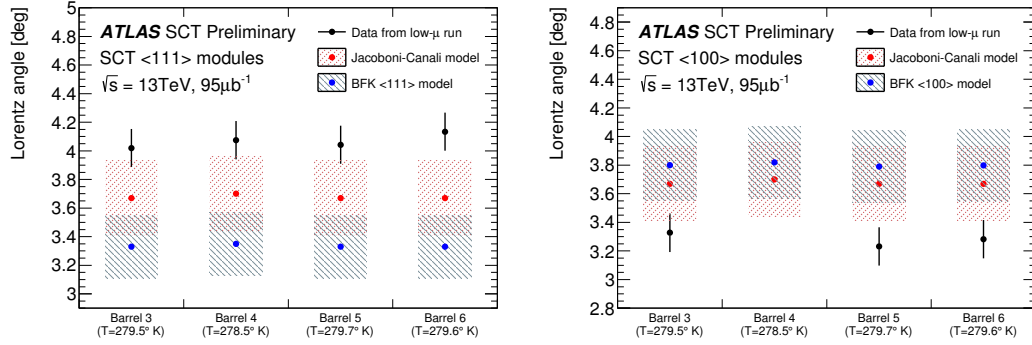 Lorentz angle [deg]
5
4.8
4.6
4.4
4.2
4
3.8
3.6
3.4
3.2
3
ATLAS SCT Preliminary
SCT <111> modules
√s = 13TeV, 95μb⁻¹
Data from low-μ run
Jacoboni-Canali model
BFK <111> model
Barrel 3
(T=279.5° K)
Barrel 4
(T=278.5° K)
Barrel 5
(T=279.7° K)
Barrel 6
(T=279.6° K)
Lorentz angle [deg]
4.8
4.6
4.4
4.2
4
3.8
3.6
3.4
3.2
3
2.8
ATLAS SCT Preliminary
SCT <100> modules
√s = 13TeV, 95μb⁻¹
Data from low-μ run
Jacoboni-Canali model
BFK <100> model
Barrel 3
(T=279.5° K)
Barrel 4
(T=278.5° K)
Barrel 5
(T=279.7° K)
Barrel 6
(T=279.6° K)